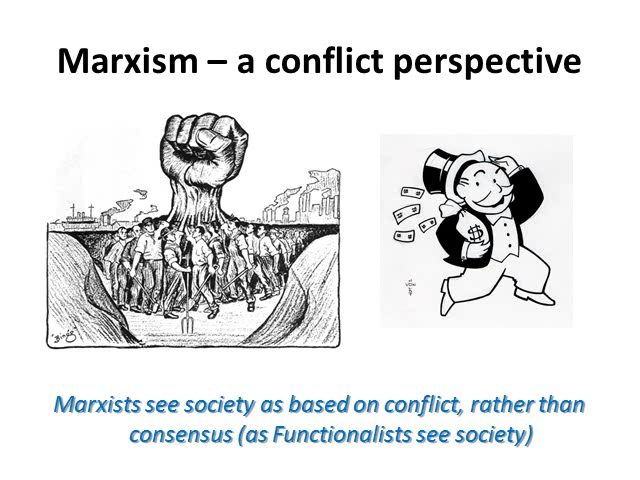 Marxism – a conflict perspective
$
Marxists see society as based on conflict, rather than
consensus (as Functionalists see society)